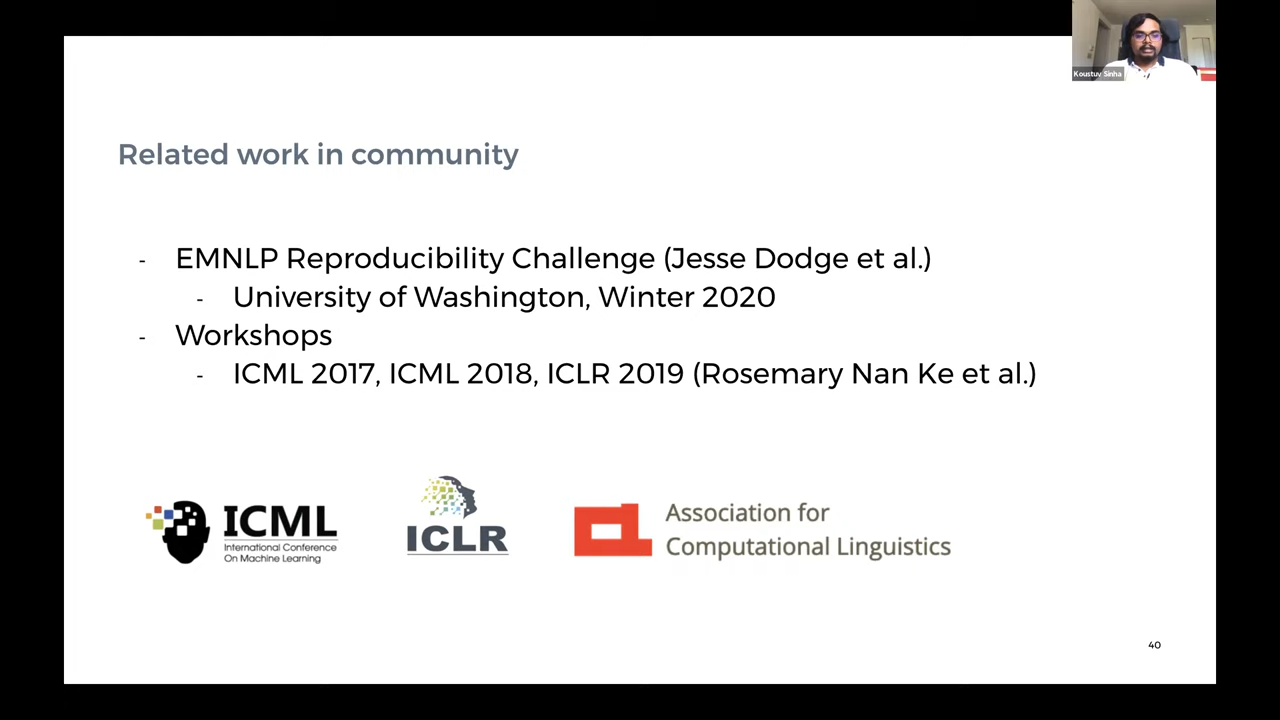 Koustuv Sinha
Related work in community
- EMNLP Reproducibility Challenge (Jesse Dodge et al.)
- University of Washington, Winter 2020
- Workshops
- ICML 2017, ICML 2018, ICLR 2019 (Rosemary Nan Ke et al.)
ICML
International Conference
On Machine Learning
ICLR
Association for
Computational Linguistics
40